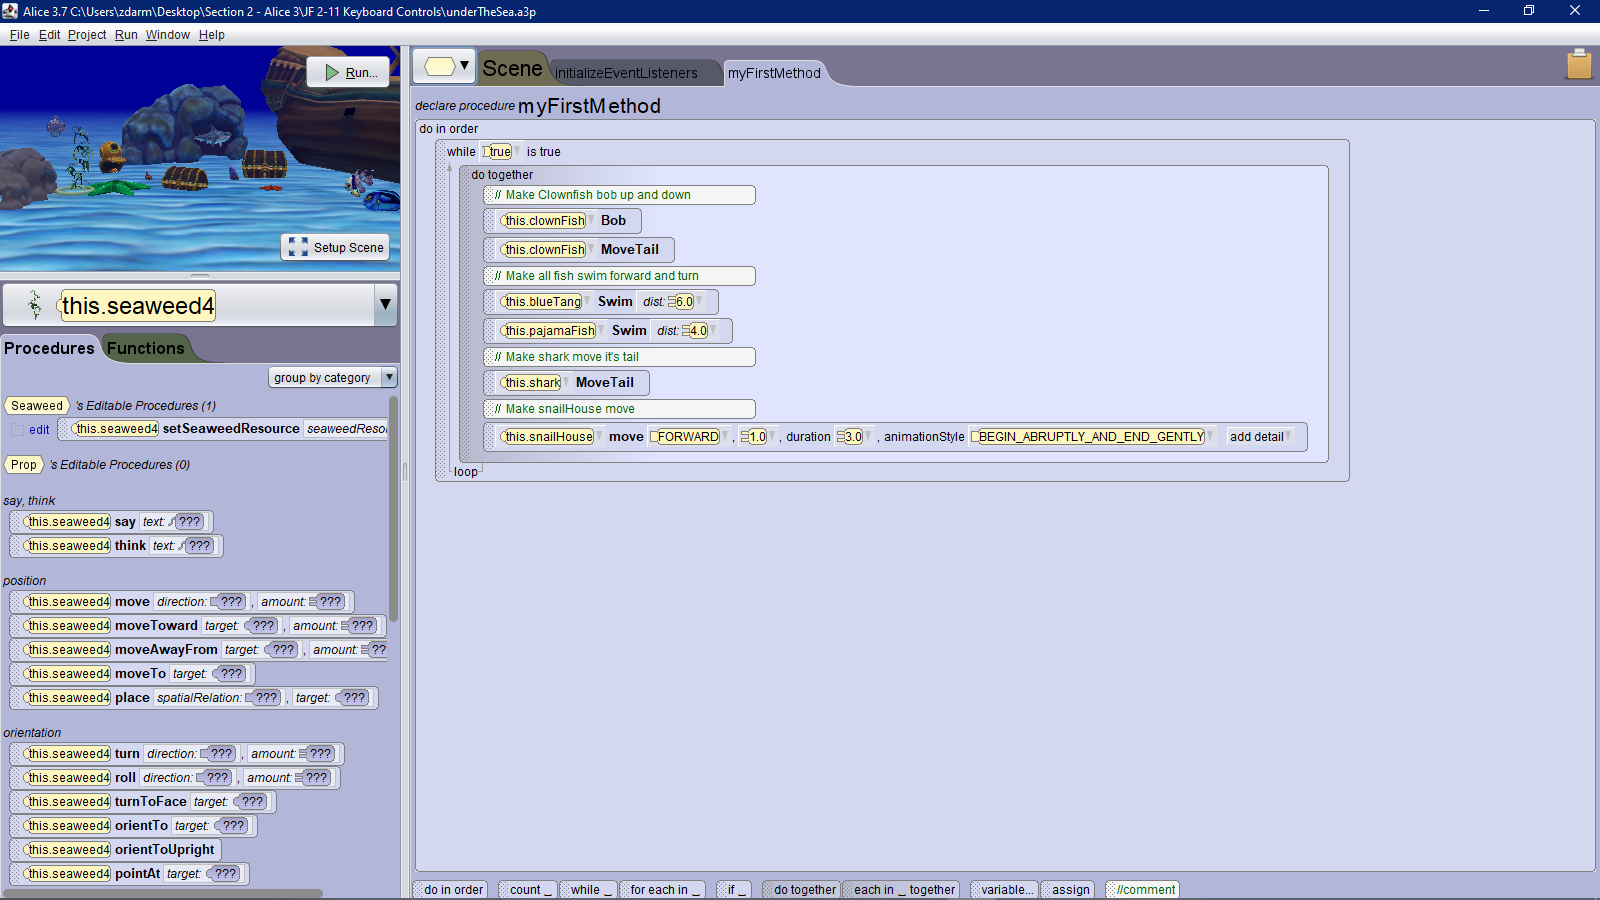 Alice 3.7 C:\Users\zdarm\Desktop\Section 2 - Alice 3\JF 2-11 Keyboard Controls\underTheSea.a3p
File Edit Project Run Window Help
Run...
Setup Scene
this.seaweed4
Procedures Functions
group by category
Seaweed 's Editable Procedures (1)
edit this.seaweed4 setSeaweedResource seaweedResou
Prop 's Editable Procedures (0)
say, think
this.seaweed4 say text: ???
this.seaweed4 think text: ???
position
this.seaweed4 move direction: ??? , amount: ???
this.seaweed4 moveToward target: ??? , amount: ???
this.seaweed4 moveAwayFrom target: ??? , amount: ??
this.seaweed4 moveTo target: ???
this.seaweed4 place spatialRelation: ??? , target: ???
orientation
this.seaweed4 turn direction: ??? , amount: ???
this.seaweed4 roll direction: ??? , amount: ???
this.seaweed4 turnToFace target: ???
this.seaweed4 orientTo target: ???
this.seaweed4 orientToUpright
this.seaweed4 pointAt target: ???
Scene initializeEventListeners myFirstMethod
declare procedure myFirstMethod
do in order
while true is true
do together
// Make Clownfish bob up and down
this.clownFish Bob
this.clownFish MoveTail
// Make all fish swim forward and turn
this.blueTang Swim dist: 6.0
this.pajamaFish Swim dist: 4.0
// Make shark move it's tail
this.shark MoveTail
// Make snailHouse move
this.snailHouse move FORWARD , 1.0 , duration 3.0 , animationStyle BEGIN_ABRUPTLY_AND_END_GENTLY add detail
loop
do in order count _ while _ for each in _ if _ do together each in _ together variable... assign //comment